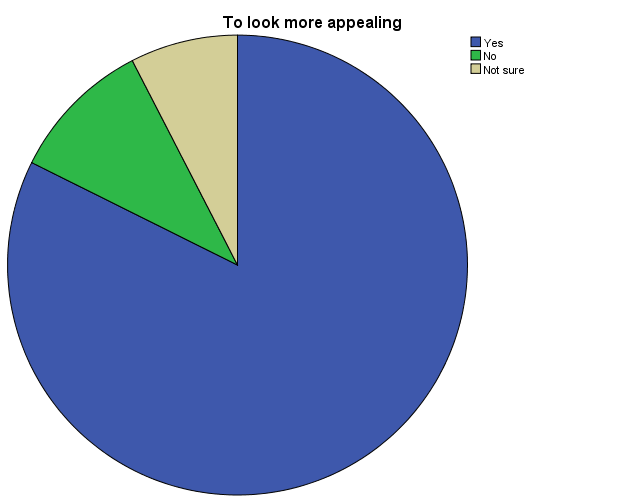 To look more appealing
Yes
No
Not sure